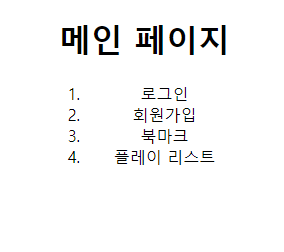 메인 페이지
1. 로그인
2. 회원가입
3. 북마크
4. 플레이 리스트